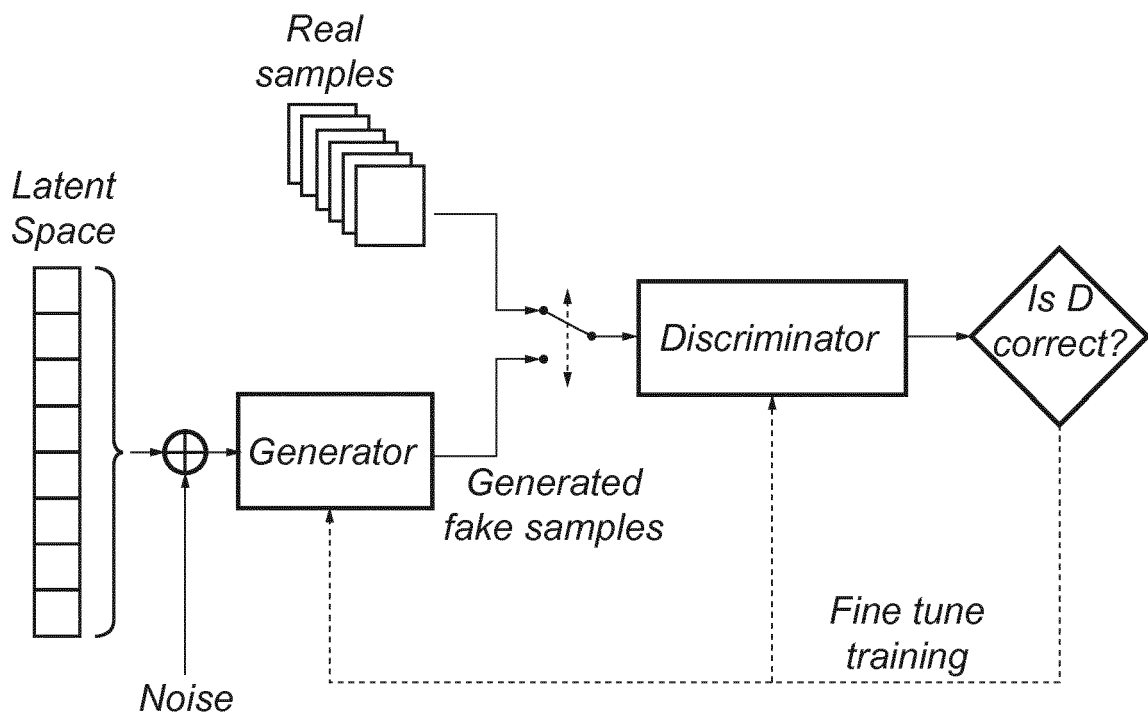 Real
samples
Latent
Space
Is D
correct?
Discriminator
Generator
Generated
fake samples
Fine tune
training
Noise